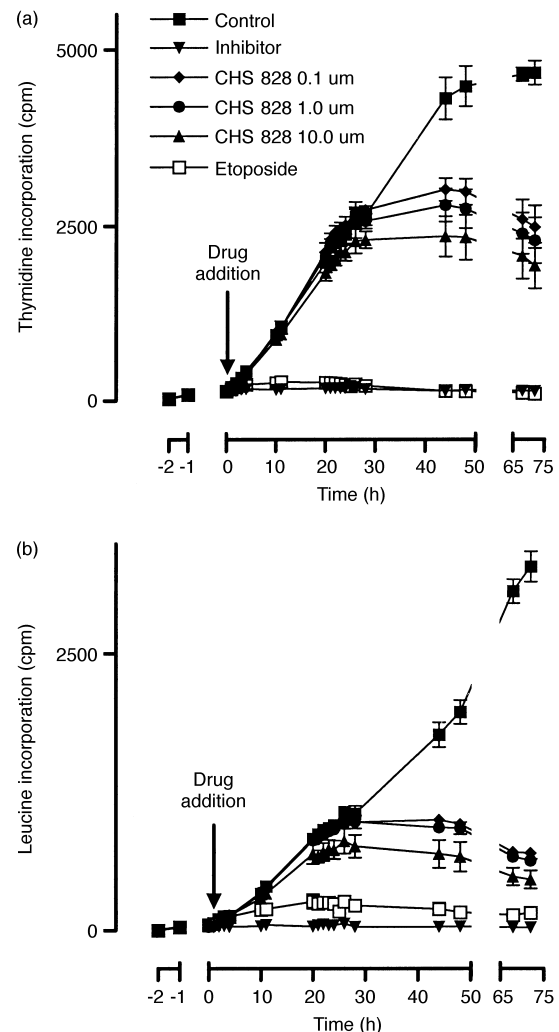 (a)
Control
Inhibitor
CHS 828 0.1 um
CHS 828 1.0 um
CHS 828 10.0 um
Etoposide
Thymidine incorporation (cpm)
5000
2500
0
Drug
addition
-2 -1 0 10 20 30 40 50 65 75
Time (h)
(b)
Leucine incorporation (cpm)
2500
0
Drug
addition
-2 -1 0 10 20 30 40 50 65 75
Time (h)